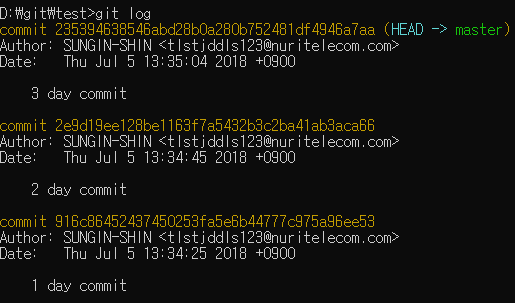 D:\git\test>git log
commit 235394638546abd28b0a280b752481df4946a7aa (HEAD -> master)
Author: SUNGIN-SHIN <tlstjddls123@nuritelecom.com>
Date:   Thu Jul 5 13:35:04 2018 +0900
    3 day commit
commit 2e9d19ee128be1163f7a5432b3c2ba41ab3aca66
Author: SUNGIN-SHIN <tlstjddls123@nuritelecom.com>
Date:   Thu Jul 5 13:34:45 2018 +0900
    2 day commit
commit 916c86452437450253fa5e6b44777c975a96ee53
Author: SUNGIN-SHIN <tlstjddls123@nuritelecom.com>
Date:   Thu Jul 5 13:34:25 2018 +0900
    1 day commit